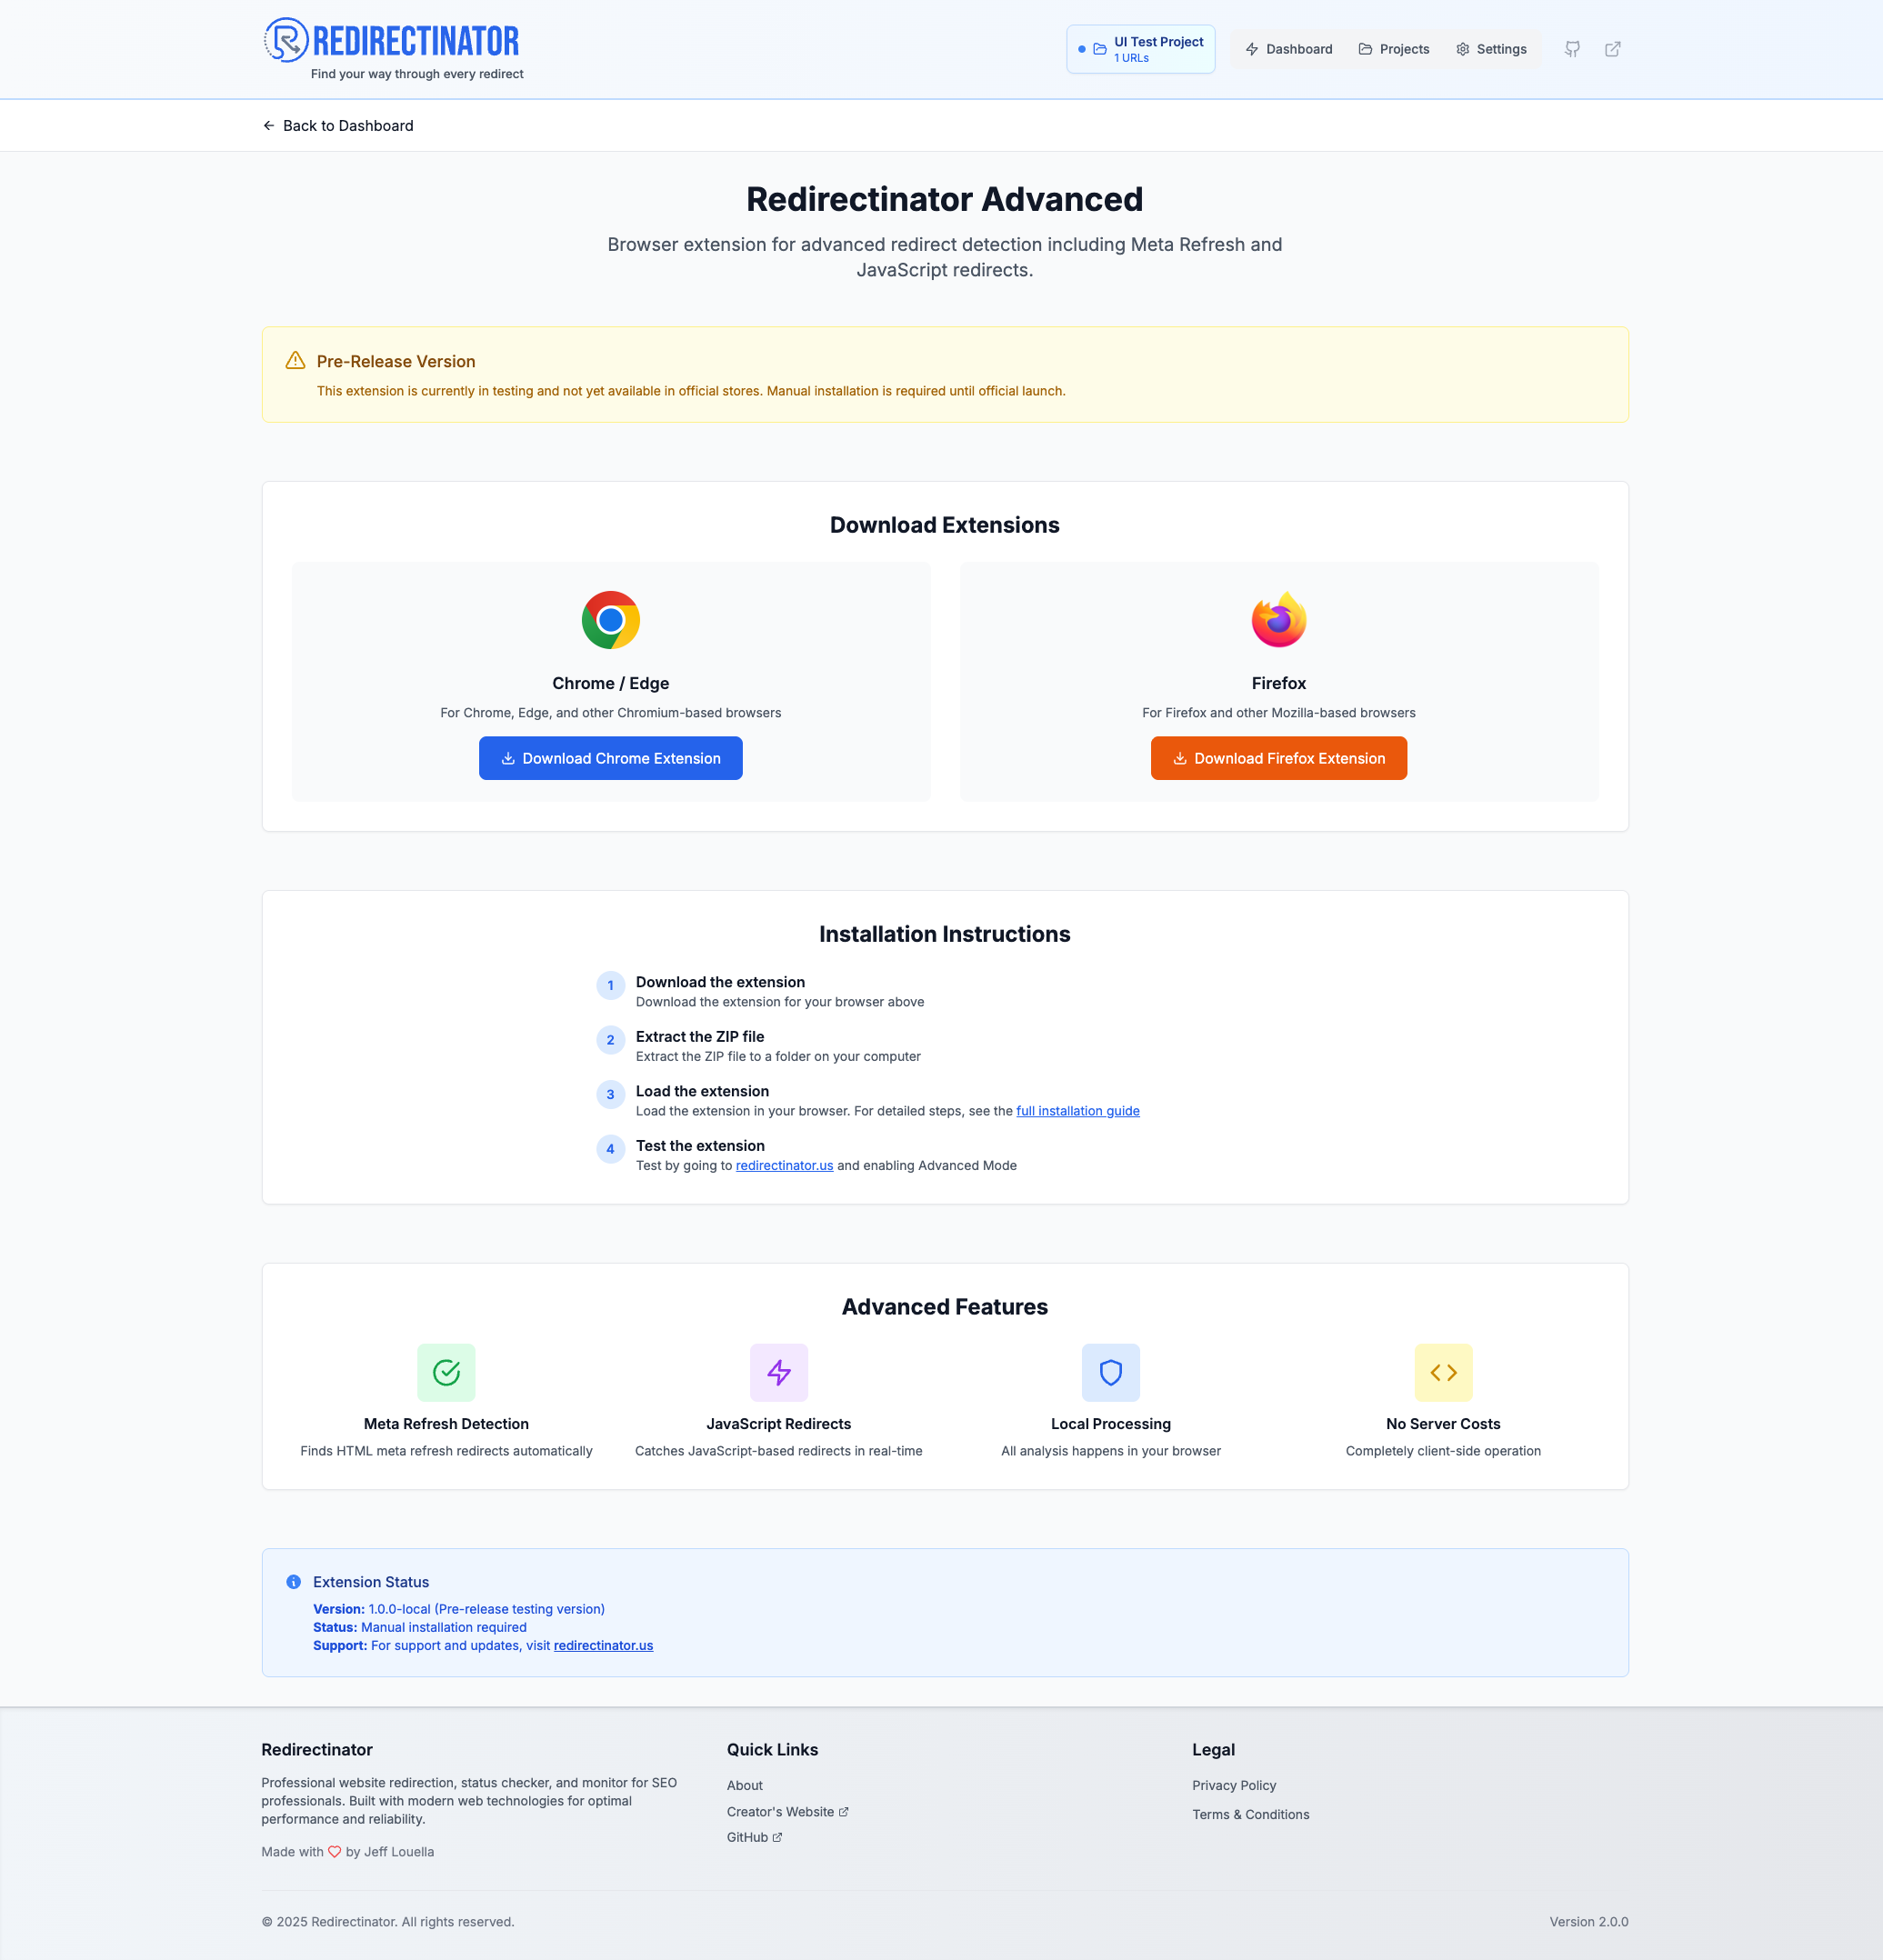 REDIRECTINATOR
Find your way through every redirect
UI Test Project
1 URLs
Dashboard
Projects
Settings
Back to Dashboard
Redirectinator Advanced
Browser extension for advanced redirect detection including Meta Refresh and
JavaScript redirects.
Pre-Release Version
This extension is currently in testing and not yet available in official stores. Manual installation is required until official launch.
Download Extensions
Chrome / Edge
For Chrome, Edge, and other Chromium-based browsers
Download Chrome Extension
Firefox
For Firefox and other Mozilla-based browsers
Download Firefox Extension
Installation Instructions
1
Download the extension
Download the extension for your browser above
2
Extract the ZIP file
Extract the ZIP file to a folder on your computer
3
Load the extension
Load the extension in your browser. For detailed steps, see the full installation guide
4
Test the extension
Test by going to redirectinator.us and enabling Advanced Mode
Advanced Features
Meta Refresh Detection
Finds HTML meta refresh redirects automatically
JavaScript Redirects
Catches JavaScript-based redirects in real-time
Local Processing
All analysis happens in your browser
No Server Costs
Completely client-side operation
Extension Status
Version: 1.0.0-local (Pre-release testing version)
Status: Manual installation required
Support: For support and updates, visit redirectinator.us
Redirectinator
Professional website redirection, status checker, and monitor for SEO
professionals. Built with modern web technologies for optimal
performance and reliability.
Made with ♡ by Jeff Louella
Quick Links
About
Creator's Website
GitHub
Legal
Privacy Policy
Terms & Conditions
© 2025 Redirectinator. All rights reserved.
Version 2.0.0